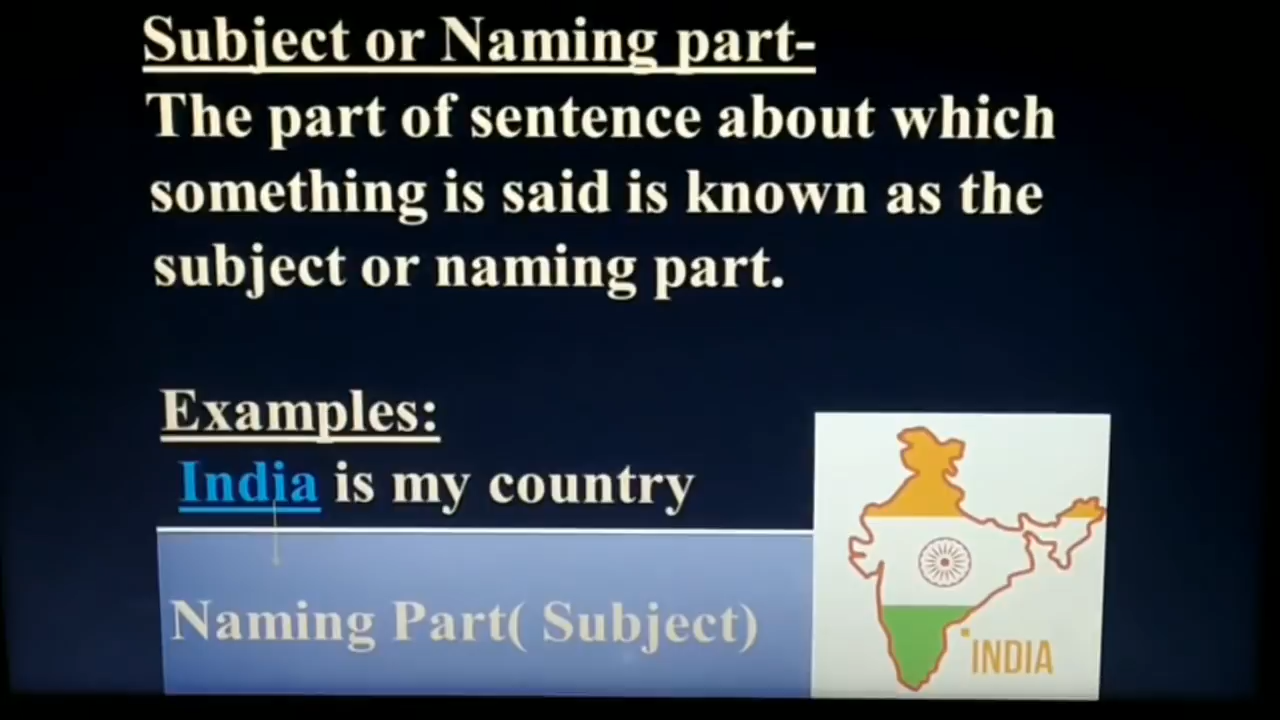 Subject or Naming part-
The part of sentence about which
something is said is known as the
subject or naming part.
Examples:
India is my country
Naming Part( Subject)
INDIA